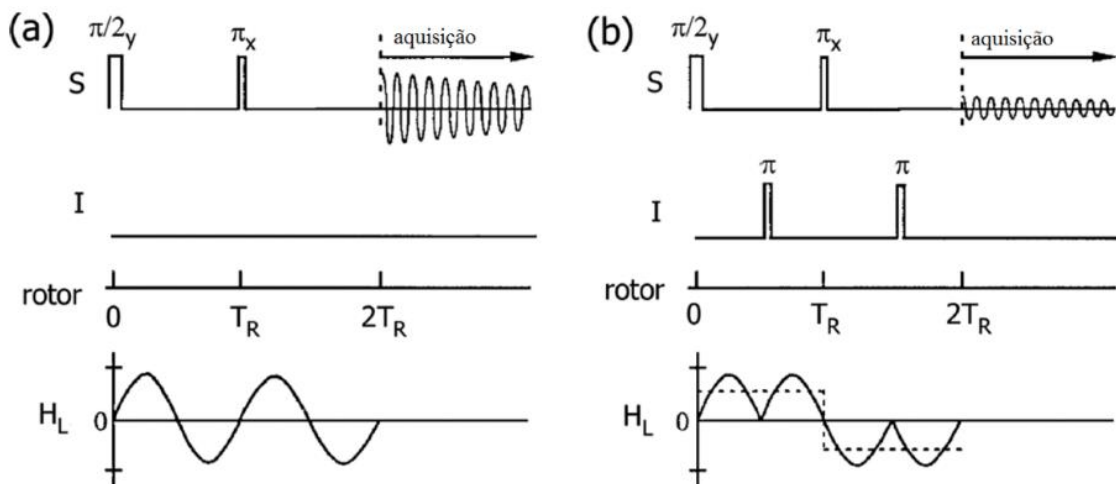 (a)
π/2y
πx
aquisição
S
I
rotor
0
TR
2TR
HL
0
(b)
π/2y
πx
aquisição
S
π
π
I
rotor
0
TR
2TR
HL
0